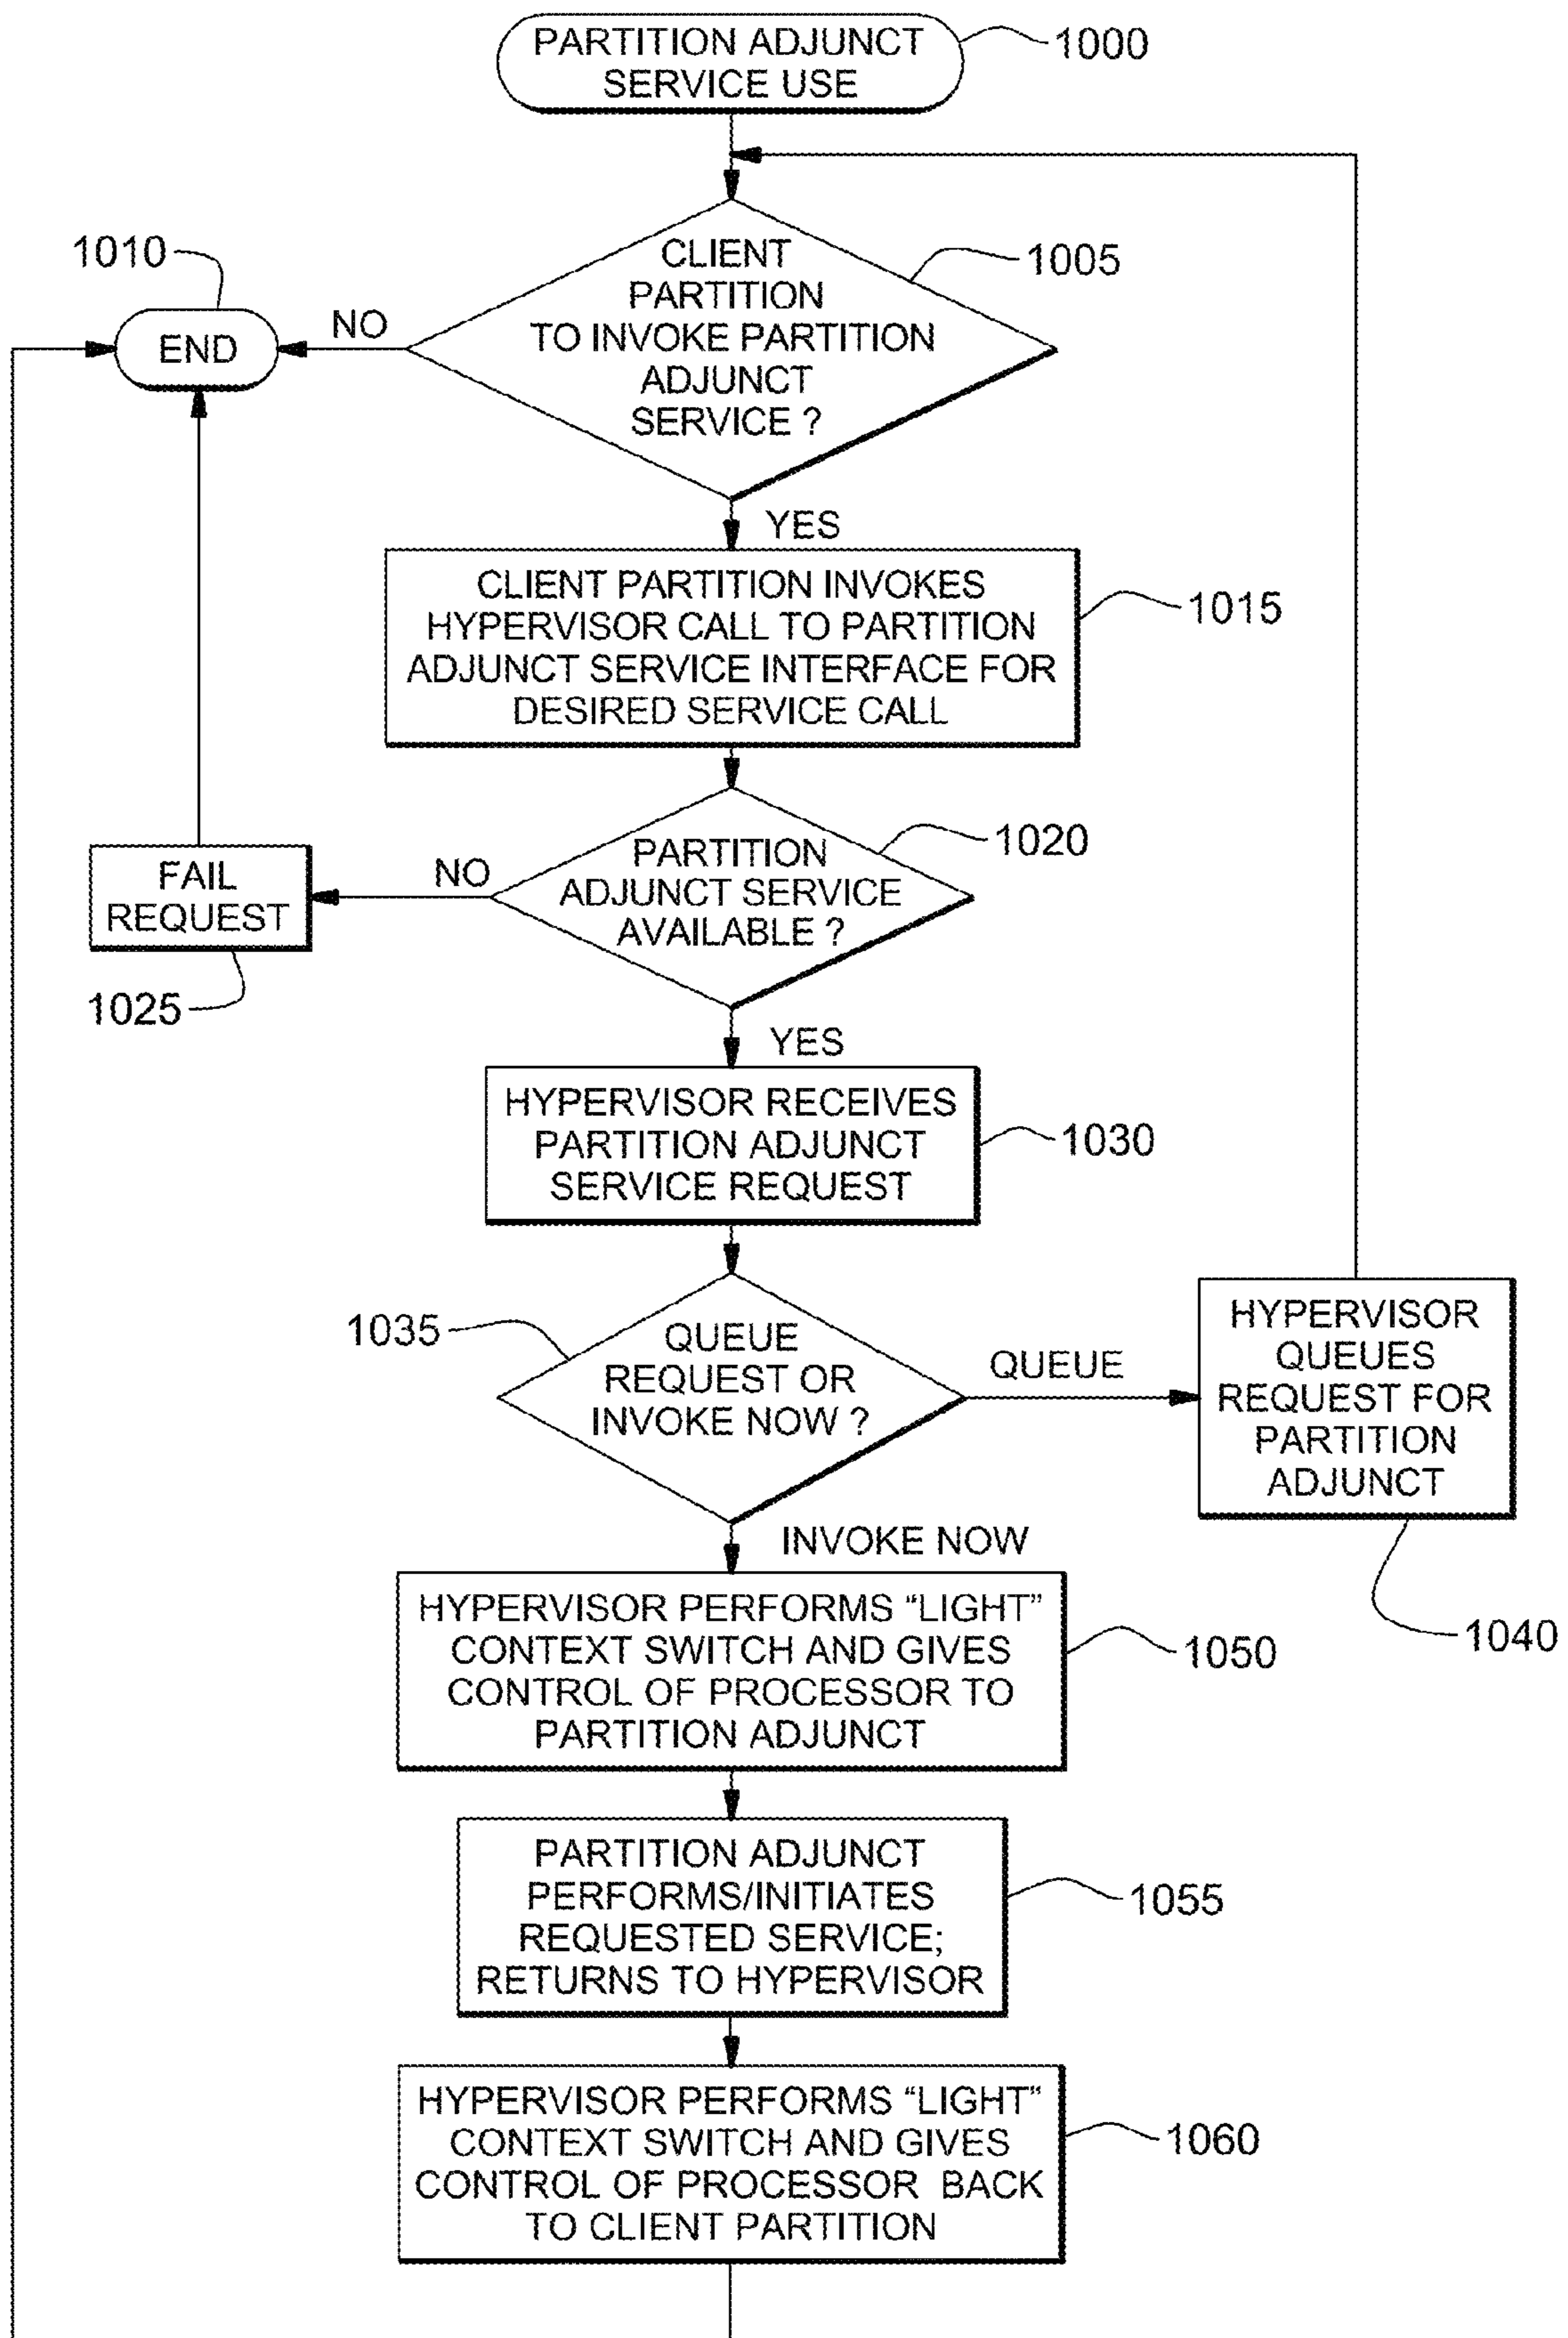 PARTITION ADJUNCT
SERVICE USE
1000
CLIENT
PARTITION
TO INVOKE PARTITION
ADJUNCT
SERVICE ?
1005
1010
END
NO
YES
CLIENT PARTITION INVOKES
HYPERVISOR CALL TO PARTITION
ADJUNCT SERVICE INTERFACE FOR
DESIRED SERVICE CALL
1015
PARTITION
ADJUNCT SERVICE
AVAILABLE ?
1020
NO
FAIL
REQUEST
1025
YES
HYPERVISOR RECEIVES
PARTITION ADJUNCT
SERVICE REQUEST
1030
1035
QUEUE
REQUEST OR
INVOKE NOW ?
QUEUE
HYPERVISOR
QUEUES
REQUEST FOR
PARTITION
ADJUNCT
1040
INVOKE NOW
HYPERVISOR PERFORMS “LIGHT”
CONTEXT SWITCH AND GIVES
CONTROL OF PROCESSOR TO
PARTITION ADJUNCT
1050
PARTITION ADJUNCT
PERFORMS/INITIATES
REQUESTED SERVICE;
RETURNS TO HYPERVISOR
1055
HYPERVISOR PERFORMS “LIGHT”
CONTEXT SWITCH AND GIVES
CONTROL OF PROCESSOR BACK
TO CLIENT PARTITION
1060